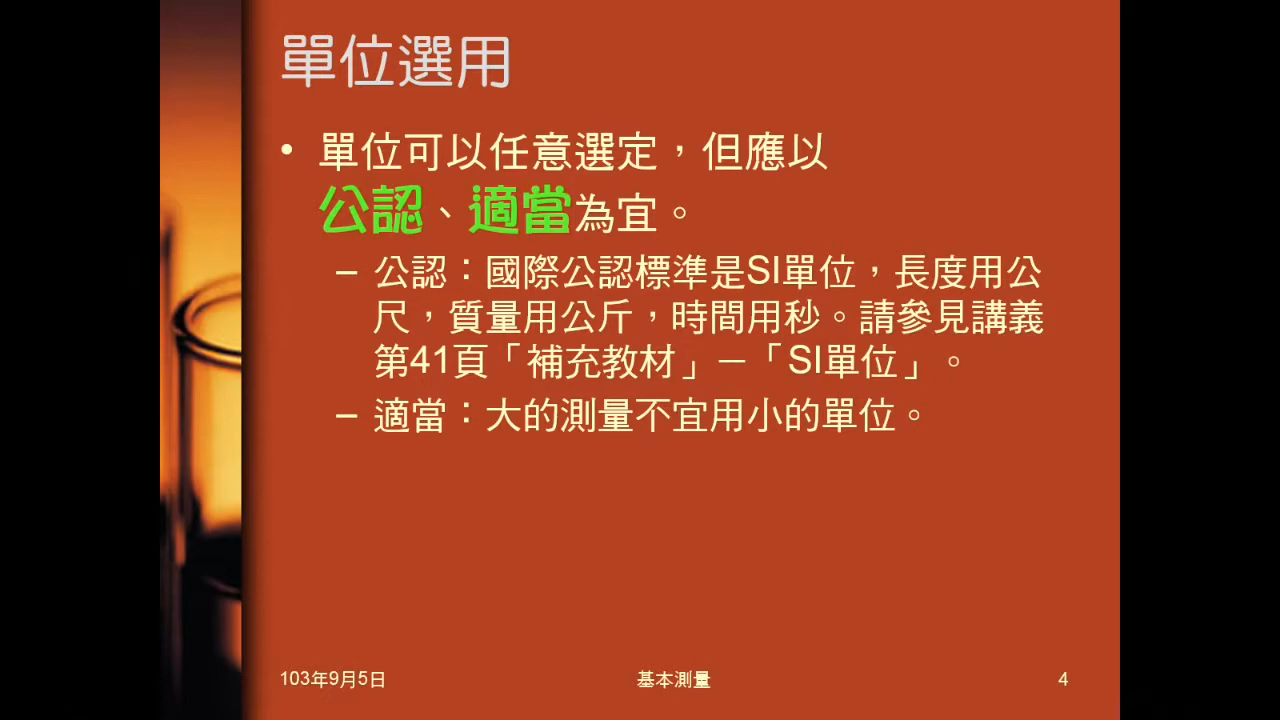 單位選用
• 單位可以任意選定，但應以
公認、適當為宜。
– 公認：國際公認標準是SI單位，長度用公
尺，質量用公斤，時間用秒。請參見講義
第41頁「補充教材」－「SI單位」。
– 適當：大的測量不宜用小的單位。
103年9月5日
基本測量
4